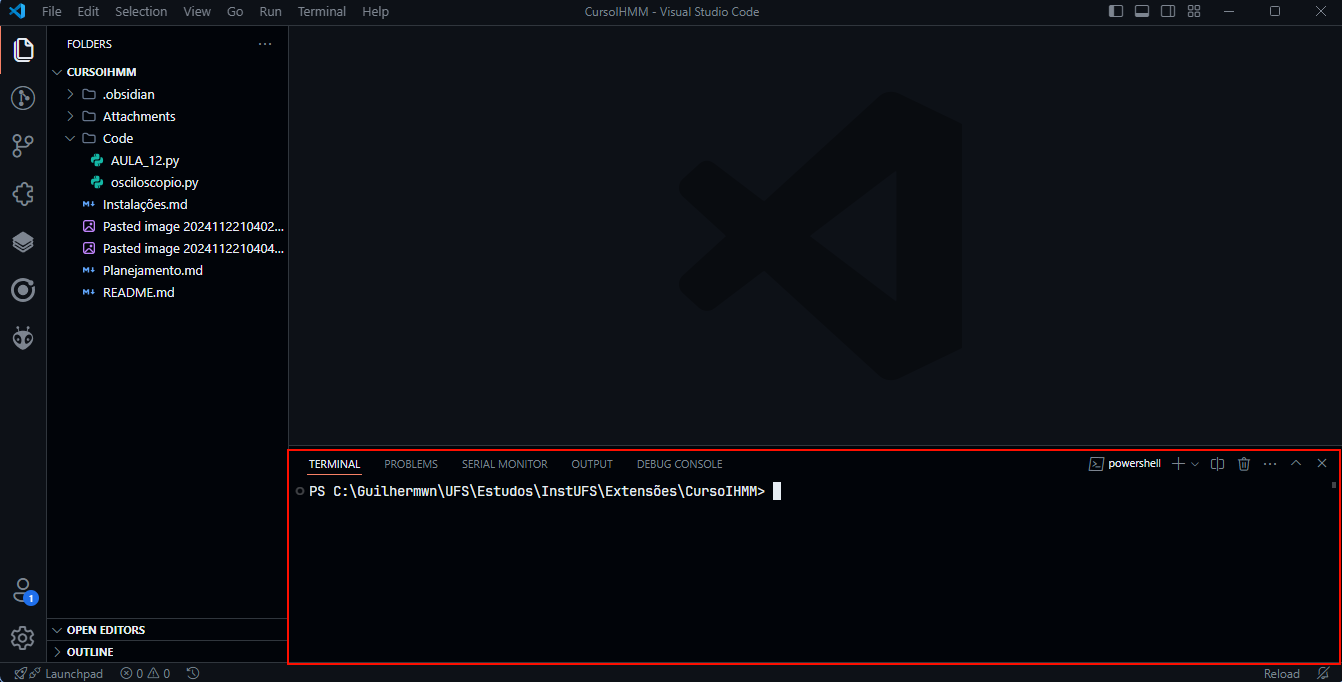 File Edit Selection View Go Run Terminal Help CursoIHMM - Visual Studio Code
FOLDERS ...
CURSOIHMM
.obsidian
Attachments
Code
AULA_12.py
osciloscopio.py
Instalações.md
Pasted image 2024112210402...
Pasted image 2024112210404...
Planejamento.md
README.md
TERMINAL PROBLEMS SERIAL MONITOR OUTPUT DEBUG CONSOLE powershell
PS C:\Guilhermwn\UFS\Estudos\InstUFS\Extensões\CursoIHMM>
1
OPEN EDITORS
OUTLINE
Launchpad 0 0 Reload